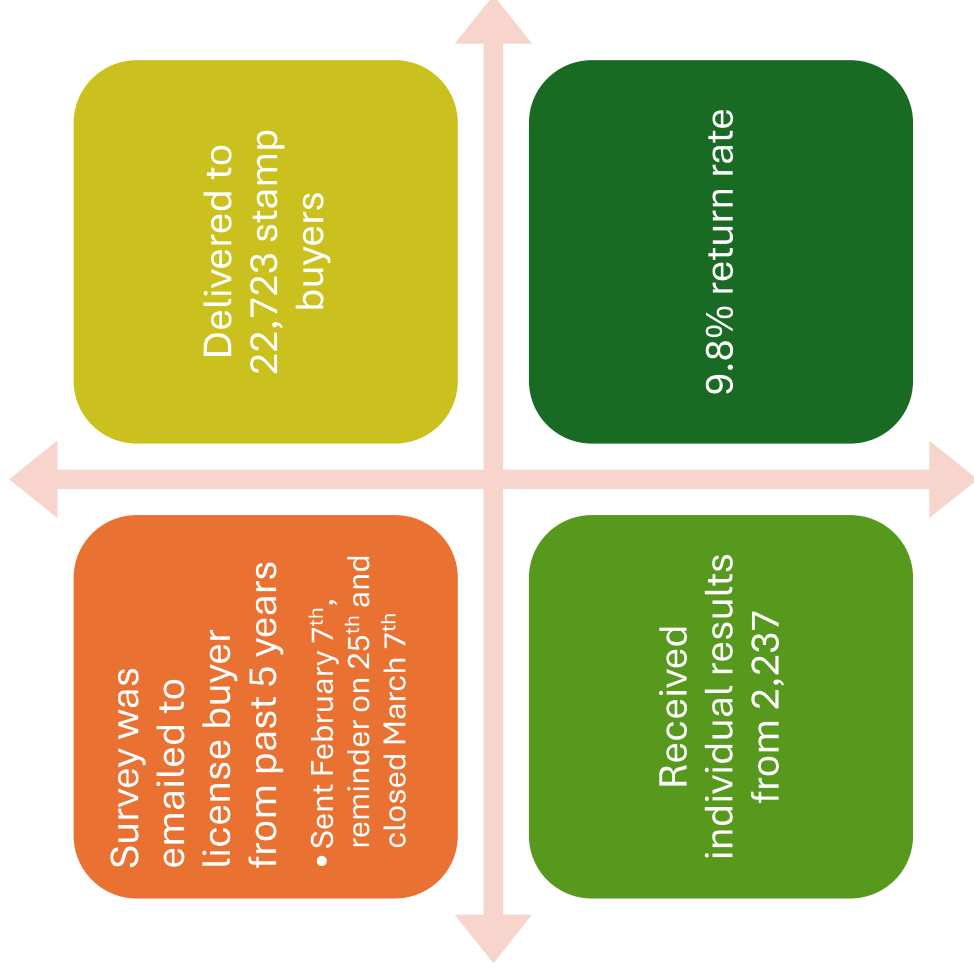 Survey was
emailed to
license buyer
from past 5 years
• Sent February 7th ,
reminder on 25th and
closed March 7th
Delivered to
22,723 stamp
buyers
Received
individual results
from 2,237
9.8% return rate